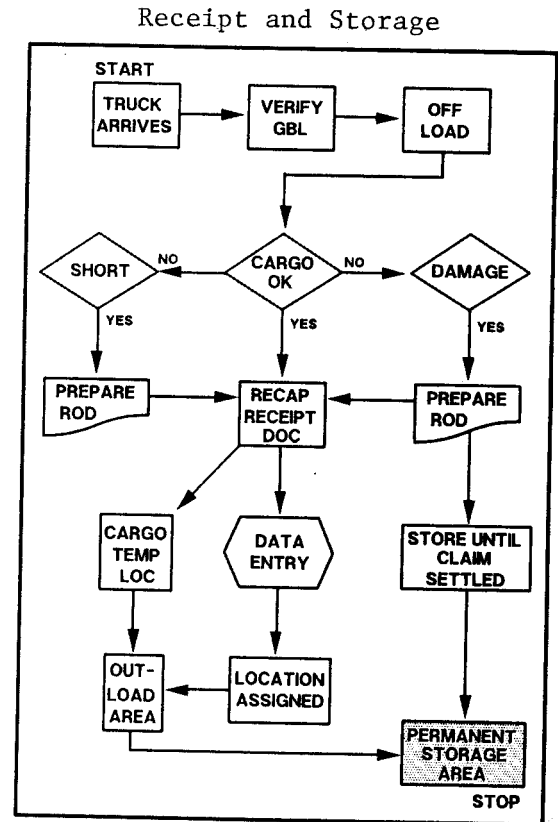 Receipt and Storage
START
TRUCK
ARRIVES
VERIFY
GBL
OFF
LOAD
SHORT
NO
CARGO
OK
NO
DAMAGE
YES
YES
YES
PREPARE
ROD
RECAP
RECEIPT
DOC
PREPARE
ROD
CARGO
TEMP
LOC
DATA
ENTRY
STORE UNTIL
CLAIM
SETTLED
OUT-
LOAD
AREA
LOCATION
ASSIGNED
PERMANENT
STORAGE
AREA
STOP